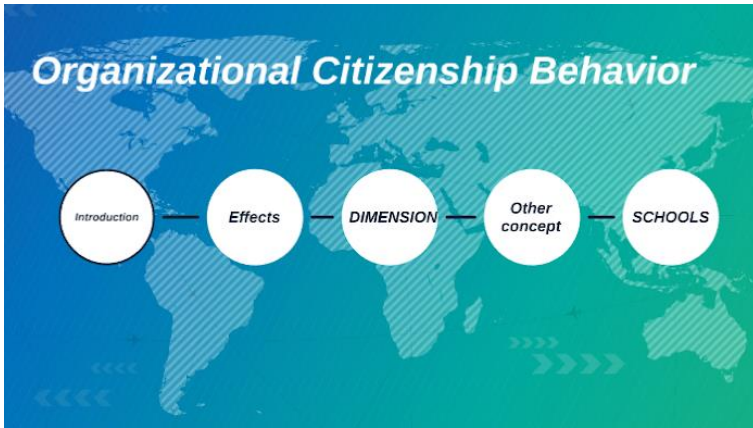 Organizational Citizenship Behavior
Introduction
Effects
DIMENSION
Other
concept
SCHOOLS